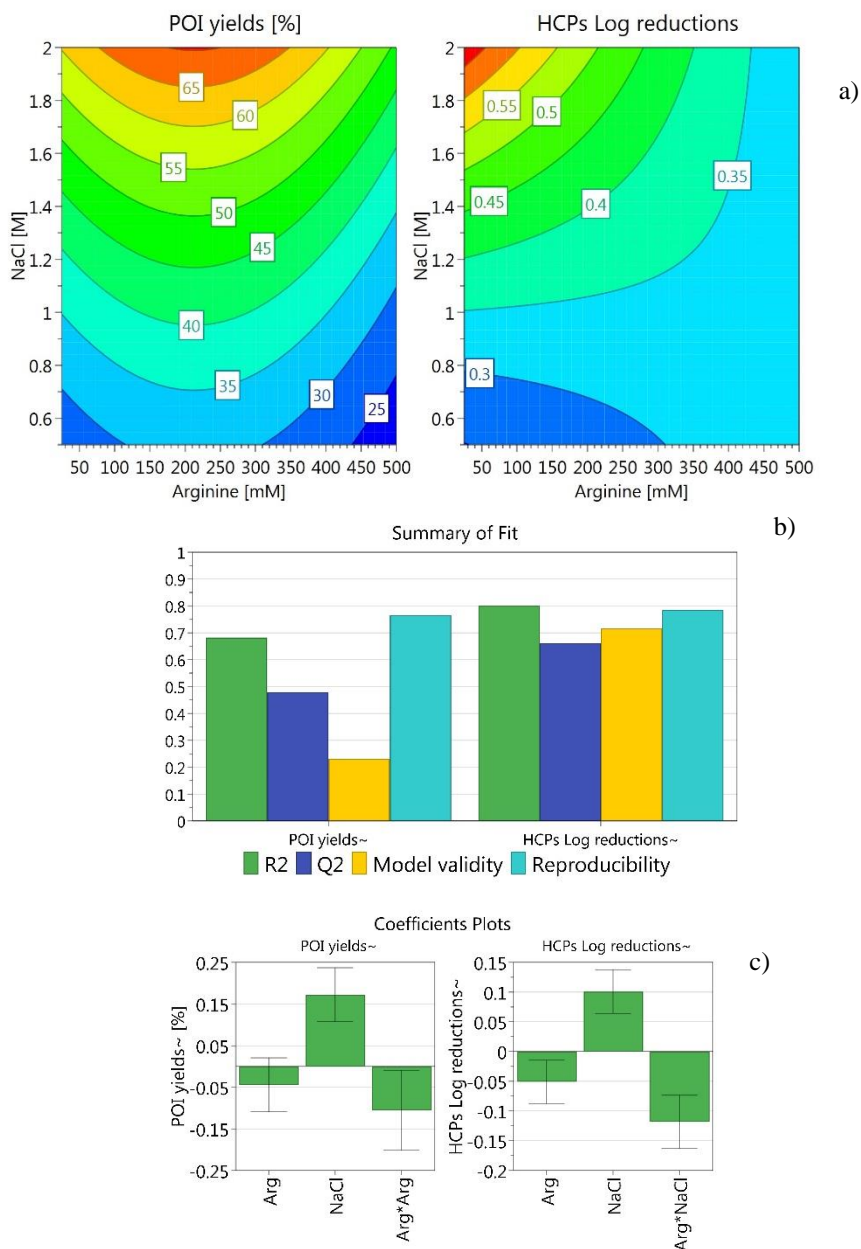 POI yields [%]
HCPs Log reductions
a)
NaCl [M]
2
1.8
1.6
1.4
1.2
1
0.8
0.6
65
60
55
50
45
40
35
30
25
50 100 150 200 250 300 350 400 450 500
Arginine [mM]
NaCl [M]
2
1.8
1.6
1.4
1.2
1
0.8
0.6
0.55
0.5
0.45
0.4
0.35
0.3
50 100 150 200 250 300 350 400 450 500
Arginine [mM]
b)
Summary of Fit
1
0.9
0.8
0.7
0.6
0.5
0.4
0.3
0.2
0.1
0
POI yields~
HCPs Log reductions~
R2 Q2 Model validity Reproducibility
Coefficients Plots
c)
POI yields~
POI yields~ [%]
0.25
0.15
0.05
-0.05
-0.15
-0.25
Arg
NaCl
Arg*Arg
HCPs Log reductions~
HCPs Log reductions~
0.15
0.1
0.05
0
-0.05
-0.1
-0.15
-0.2
Arg
NaCl
Arg*NaCl